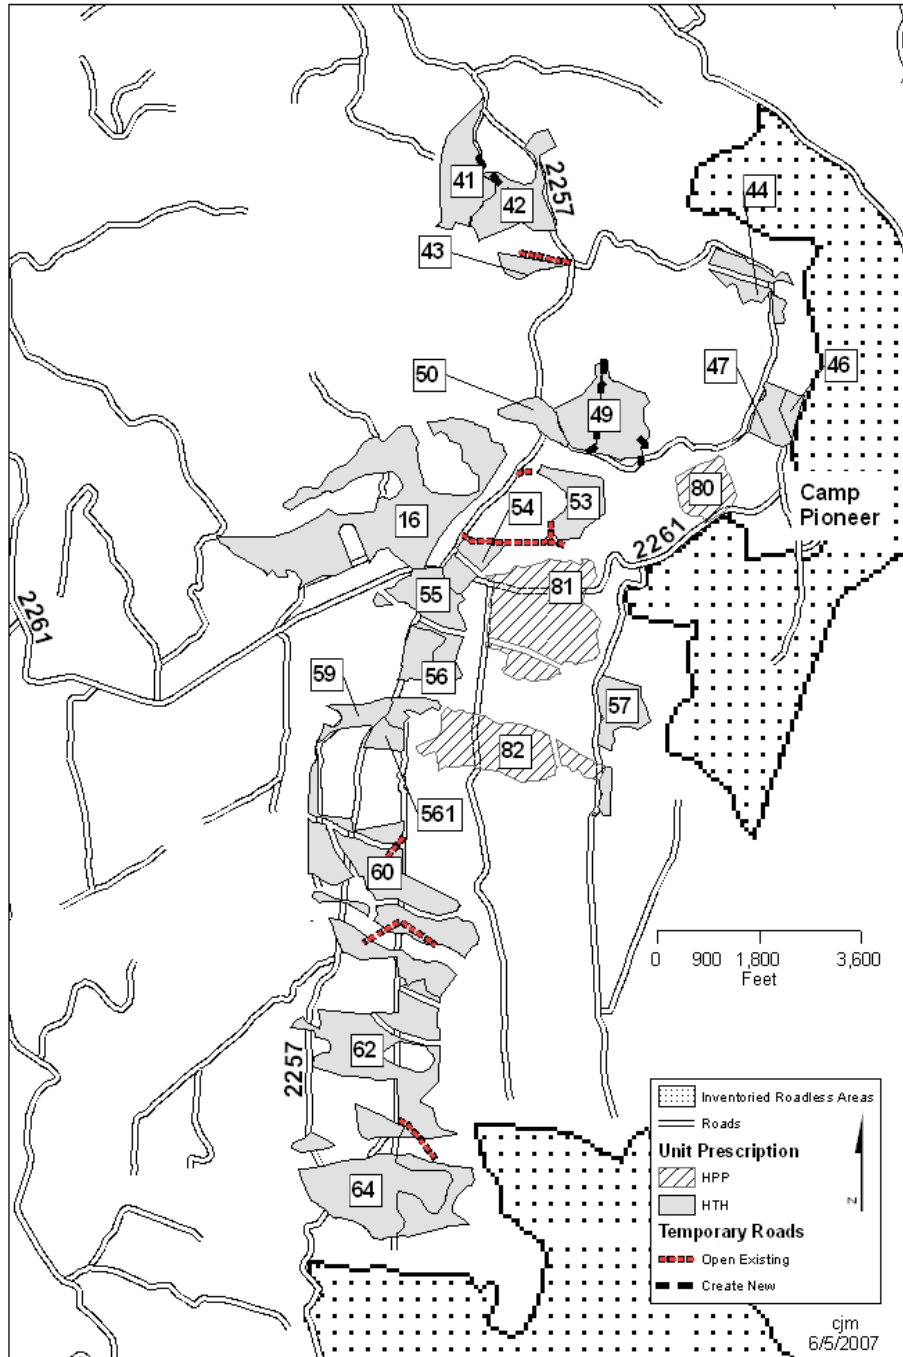 41
42
2257
44
43
50
47
46
49
16
54
53
80
Camp
Pioneer
2261
55
81
2261
59
56
57
82
561
60
0 900 1,800 3,600
Feet
62
2257
64
Inventoried Roadless Areas
Roads
Unit Prescription
HPP
HTH
Z
Temporary Roads
Open Existing
Create New
cjm
6/5/2007